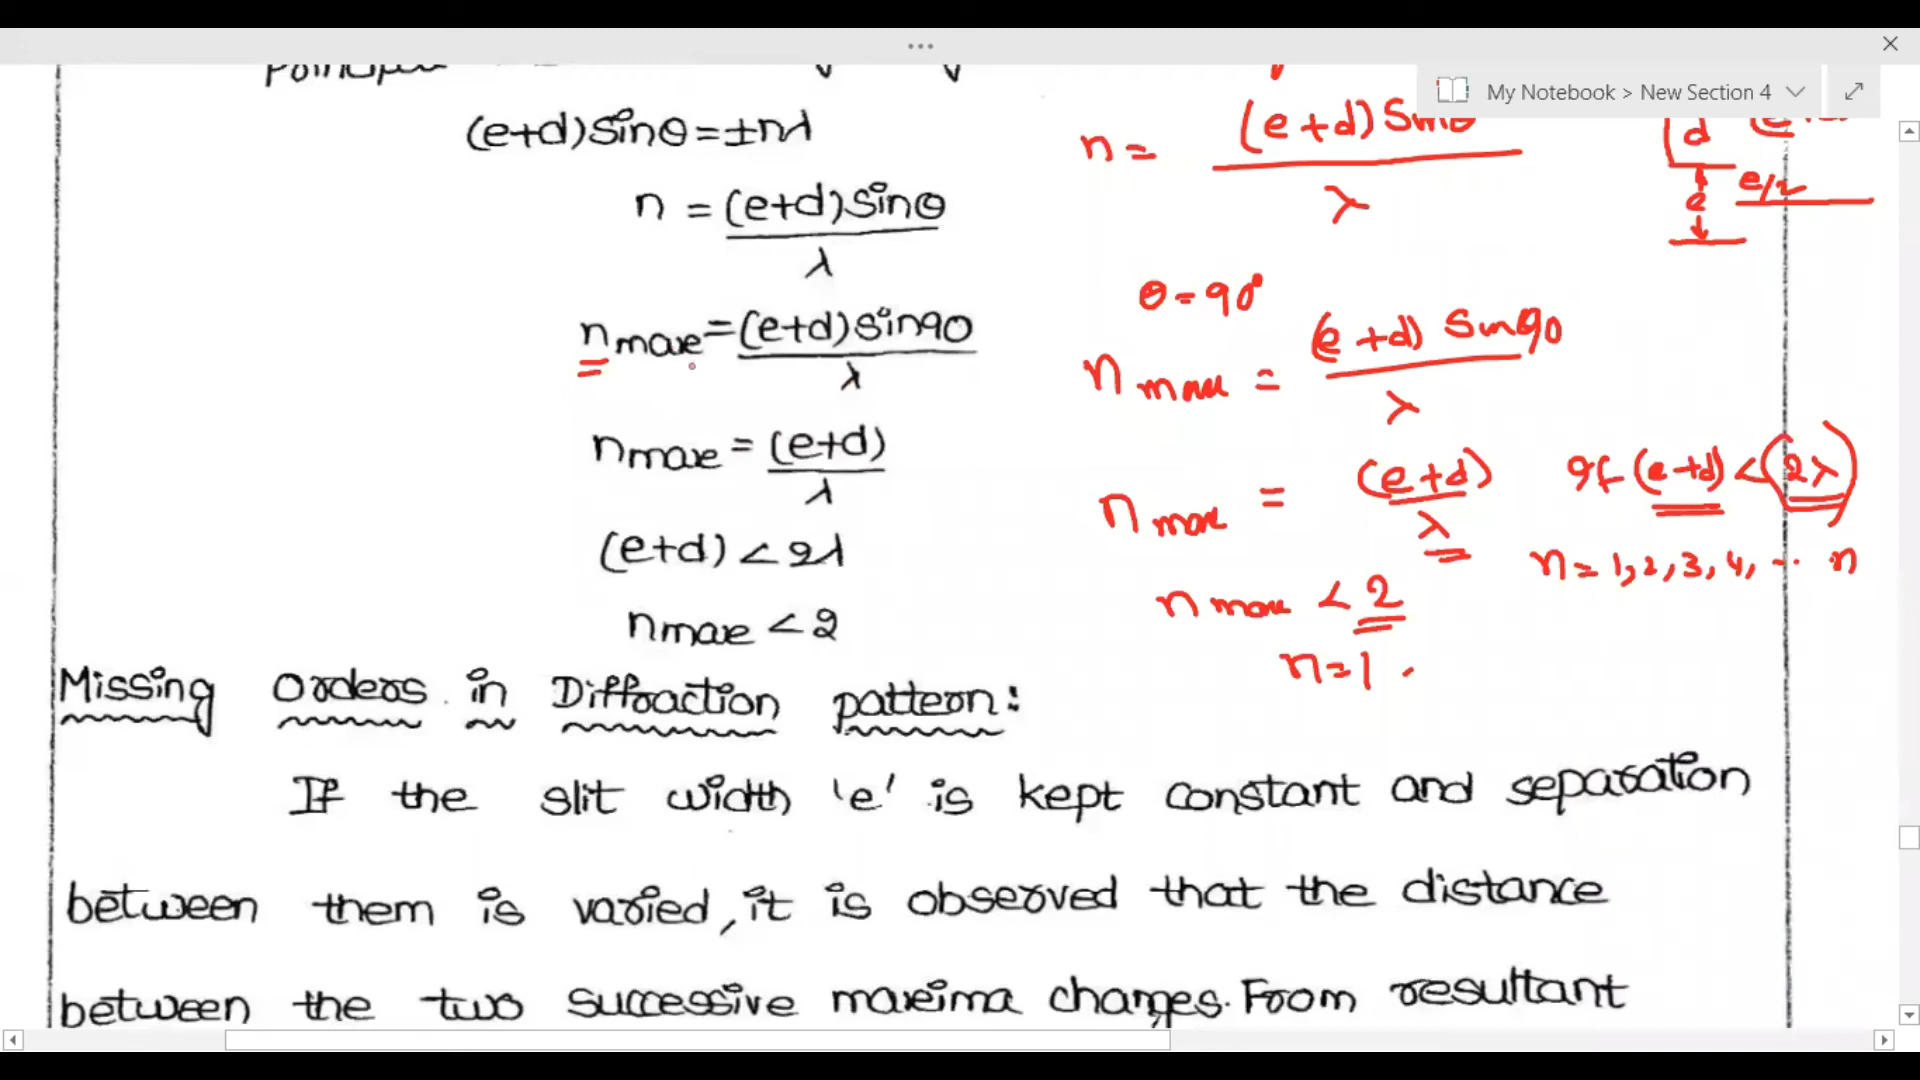 My Notebook > New Section 4
(e+d)sinθ=±nλ
n = (e+d)sinθ
λ
nmax=(e+d)sin90
λ
nmax = (e+d)
λ
(e+d) <2λ
nmax <2
n= (e+d) Sinθ
λ
d
e/2
e
θ=90°
nmax = (e+d) Sin90
λ
nmax = (e+d)
λ
If (e+d) < 2λ
n=1,2,3,4,... n
nmax < 2
n=1
Missing Orders in Diffraction pattern:
If the slit width 'e' is kept constant and separation
between them is varied, it is observed that the distance
between the two successive maxima changes. From resultant